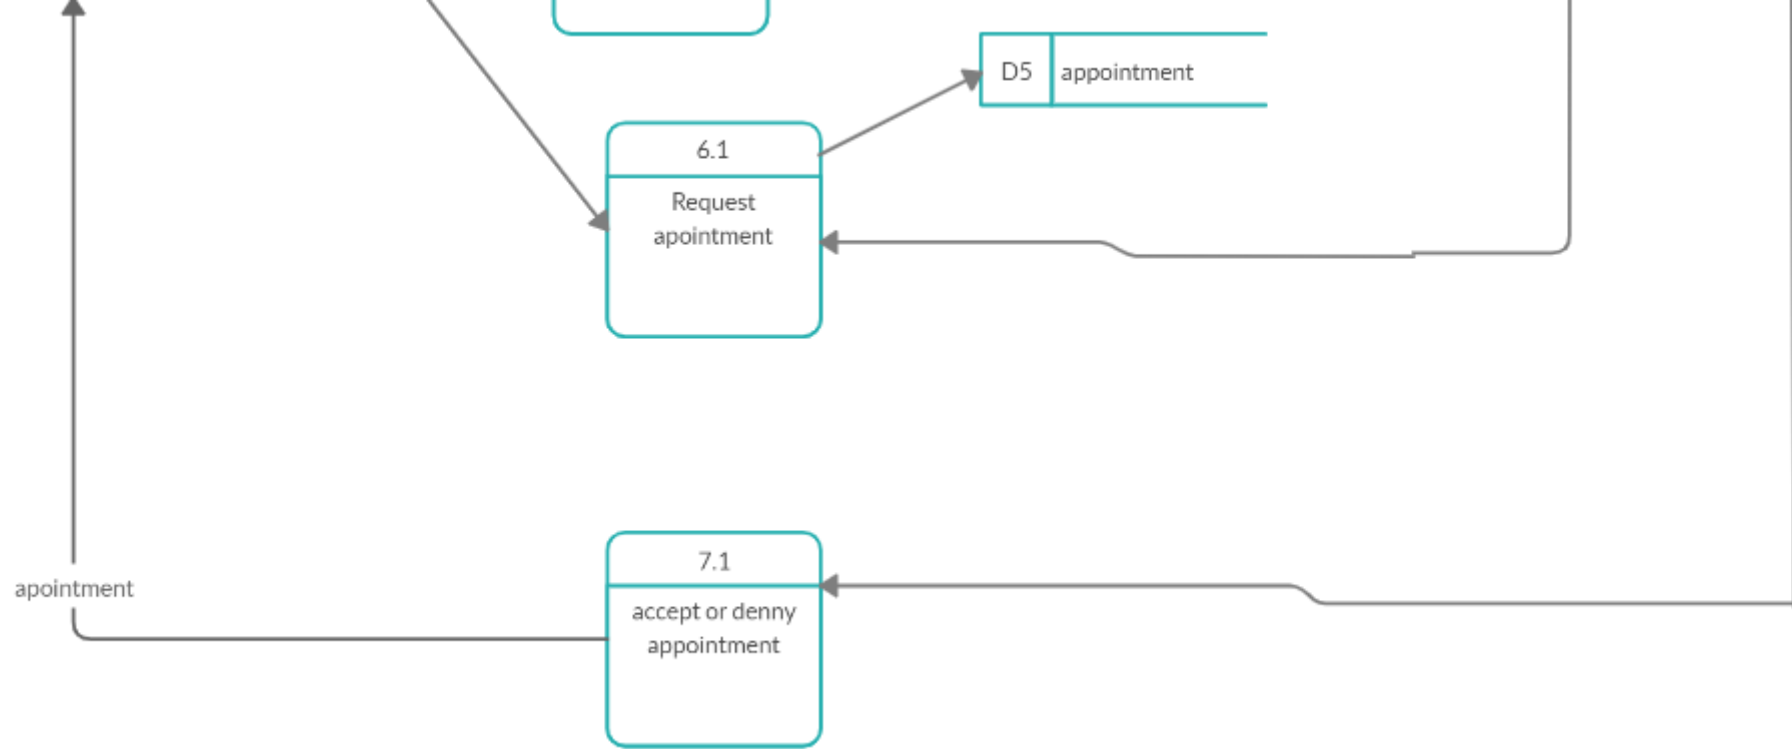 D5 appointment
6.1
Request
apointment
7.1
apointment
accept or denny
appointment